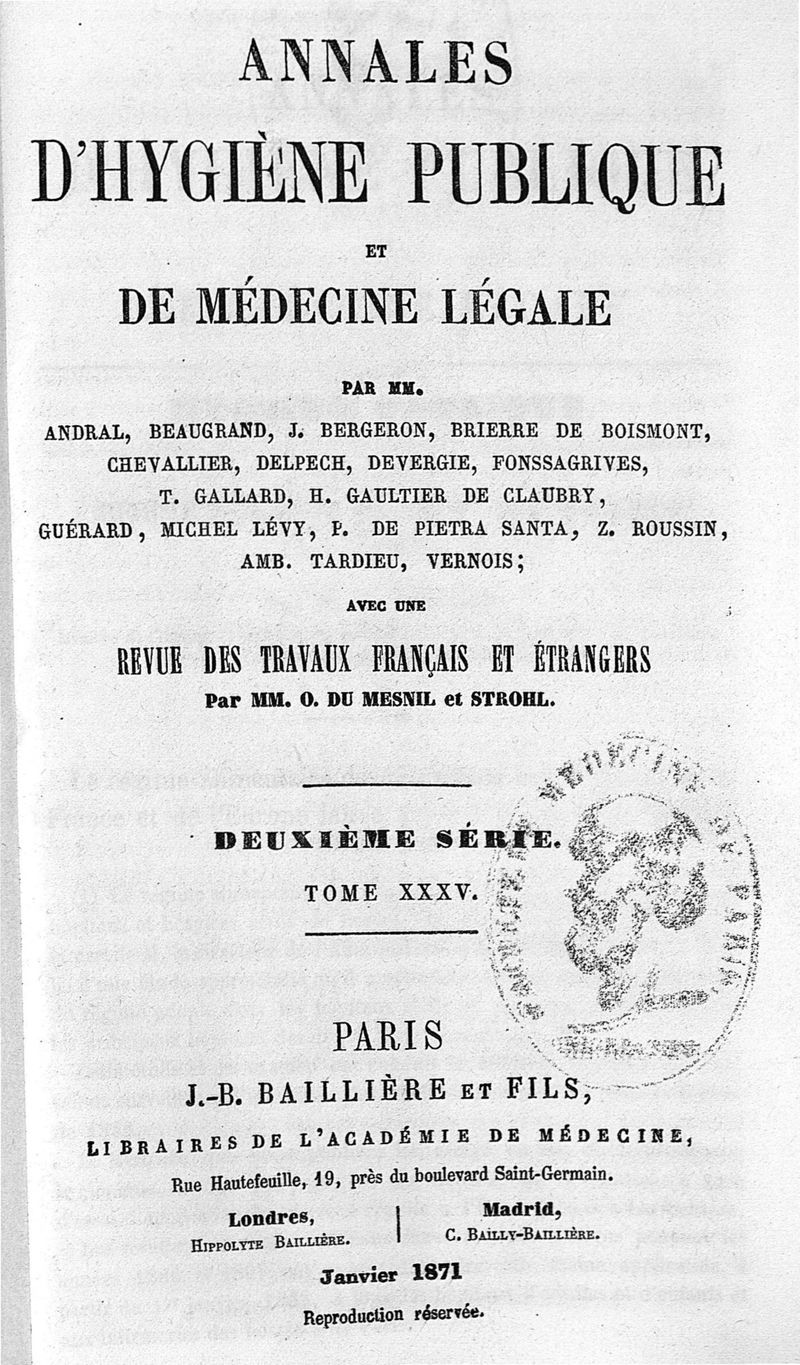 ANNALES
D'HYGIÈNE PUBLIQUE
ET
DE MÉDECINE LÉGALE
PAR MM.
ANDRAL, BEAUGRAND, J. BERGERON, BRIERRE DE BOISMONT,
CHEVALLIER, DELPECH, DEVERGIE, FONSSAGRIVES,
T. GALLARD, H. GAULTIER DE CLAUBRY,
GUÉRARD, MICHEL LÉVY, P. DE PIETRA SANTA, Z. ROUSSIN,
AMB. TARDIEU, VERNOIS;
AVEC UNE
REVUE DES TRAVAUX FRANÇAIS ET ÉTRANGERS
Par MM. O. DU MESNIL et STROHL.
DEUXIÈME SÉRIE.
TOME XXXV.
MEDECINE DE PARIS
PARIS
J.-B. BAILLIÈRE ET FILS,
LIBRAIRES DE L'ACADÉMIE DE MÉDECINE,
Rue Hautefeuille, 19, près du boulevard Saint-Germain.
Londres,
HIPPOLYTE BAILLIÈRE.
Madrid,
C. BAILLY-BAILLIÈRE.
Janvier 1871
Reproduction réservée.